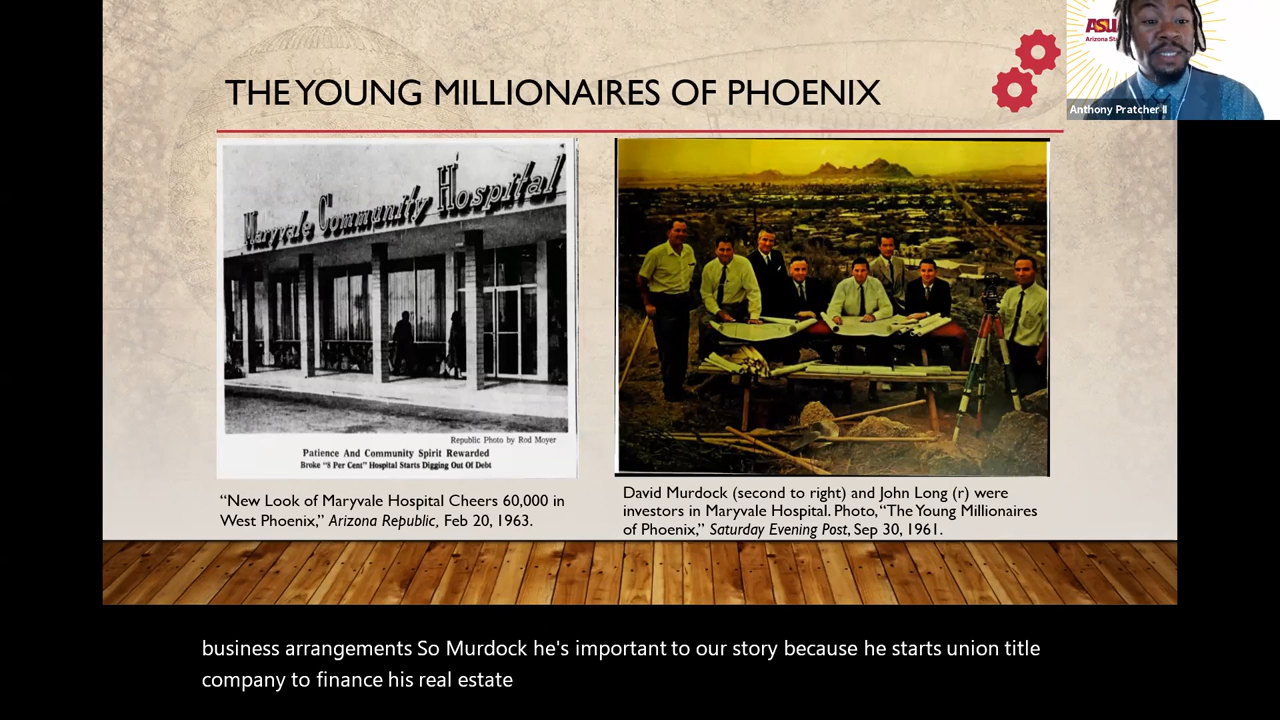 THE YOUNG MILLIONAIRES OF PHOENIX
ASU
Arizona Sta
Anthony Pratcher II
Maryvale Community Hospital
Republic Photo by Rod Moyer
Patience And Community Spirit Rewarded
Broke "8 Per Cent" Hospital Starts Digging Out Of Debt
“New Look of Maryvale Hospital Cheers 60,000 in
West Phoenix,” Arizona Republic, Feb 20, 1963.
David Murdock (second to right) and John Long (r) were
investors in Maryvale Hospital. Photo, “The Young Millionaires
of Phoenix,” Saturday Evening Post, Sep 30, 1961.
business arrangements So Murdock he's important to our story because he starts union title
company to finance his real estate